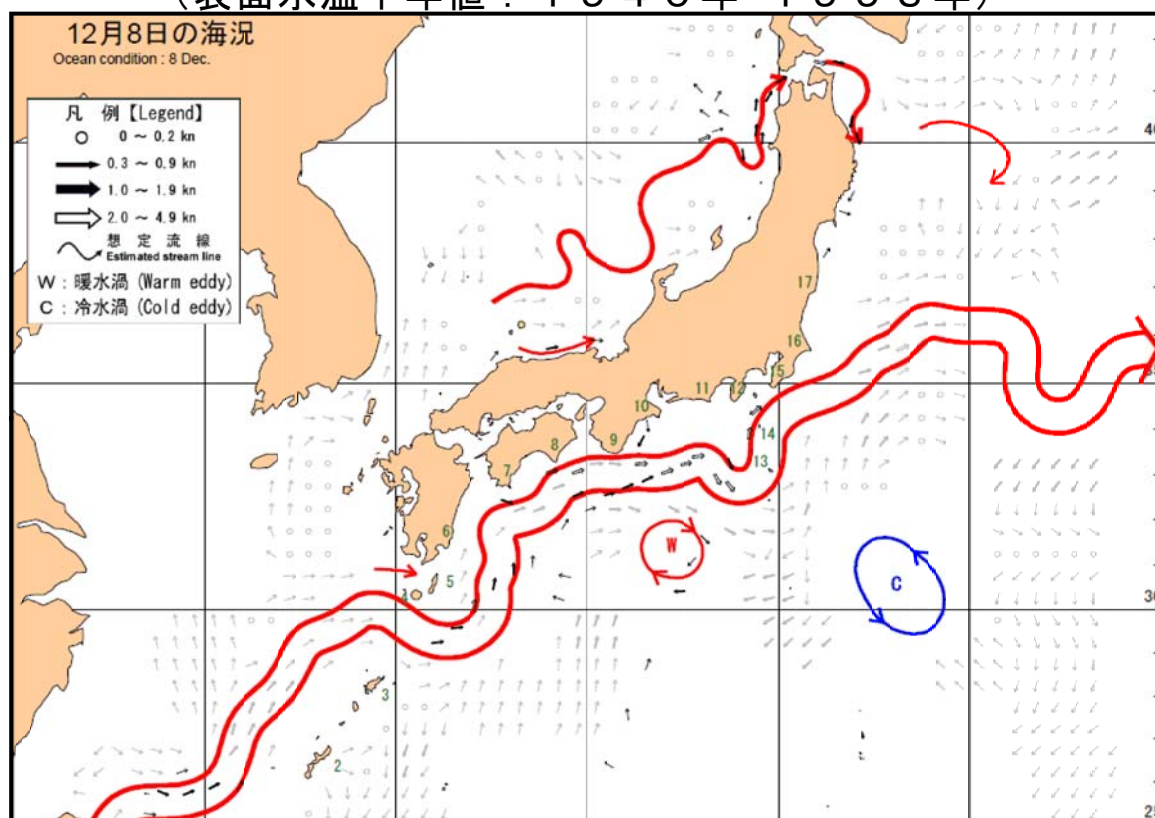 12月8日の海況
Ocean condition : 8 Dec.
凡 例【Legend】
0 ～ 0.2 kn
0.3 ～ 0.9 kn
1.0 ～ 1.9 kn
2.0 ～ 4.9 kn
想 定 流 線
Estimated stream line
W : 暖水渦 (Warm eddy)
C : 冷水渦 (Cold eddy)
40
17
16
15
35
12
11
10
14
9
8
13
7
6
W
5
C
4
30
3
2
25